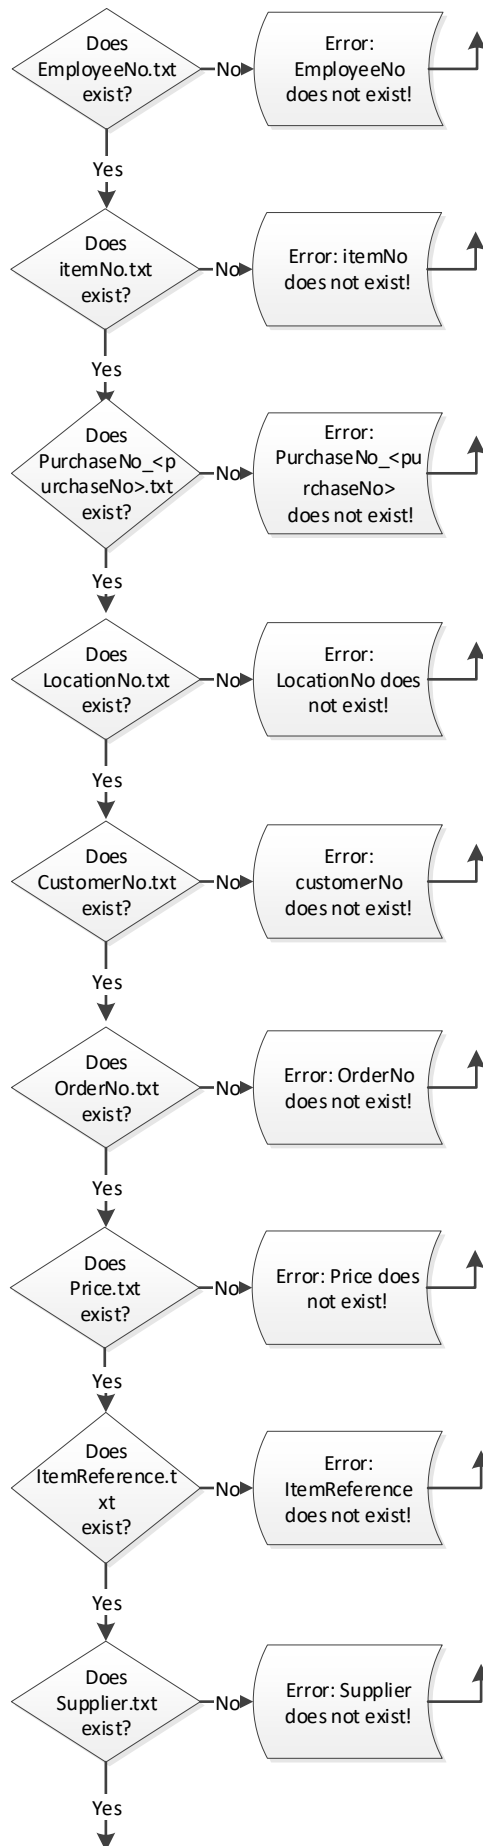 Does
EmployeeNo.txt
exist?
No
Error:
EmployeeNo
does not exist!
Yes
Does
itemNo.txt
exist?
No
Error: itemNo
does not exist!
Yes
Does
PurchaseNo_<p
urchaseNo>.txt
exist?
No
Error:
PurchaseNo_<pu
rchaseNo>
does not exist!
Yes
Does
LocationNo.txt
exist?
No
Error:
LocationNo does
not exist!
Yes
Does
CustomerNo.txt
exist?
No
Error:
customerNo
does not exist!
Yes
Does
OrderNo.txt
exist?
No
Error: OrderNo
does not exist!
Yes
Does
Price.txt
exist?
No
Error: Price does
not exist!
Yes
Does
ItemReference.t
xt
exist?
No
Error:
ItemReference
does not exist!
Yes
Does
Supplier.txt
exist?
No
Error: Supplier
does not exist!
Yes